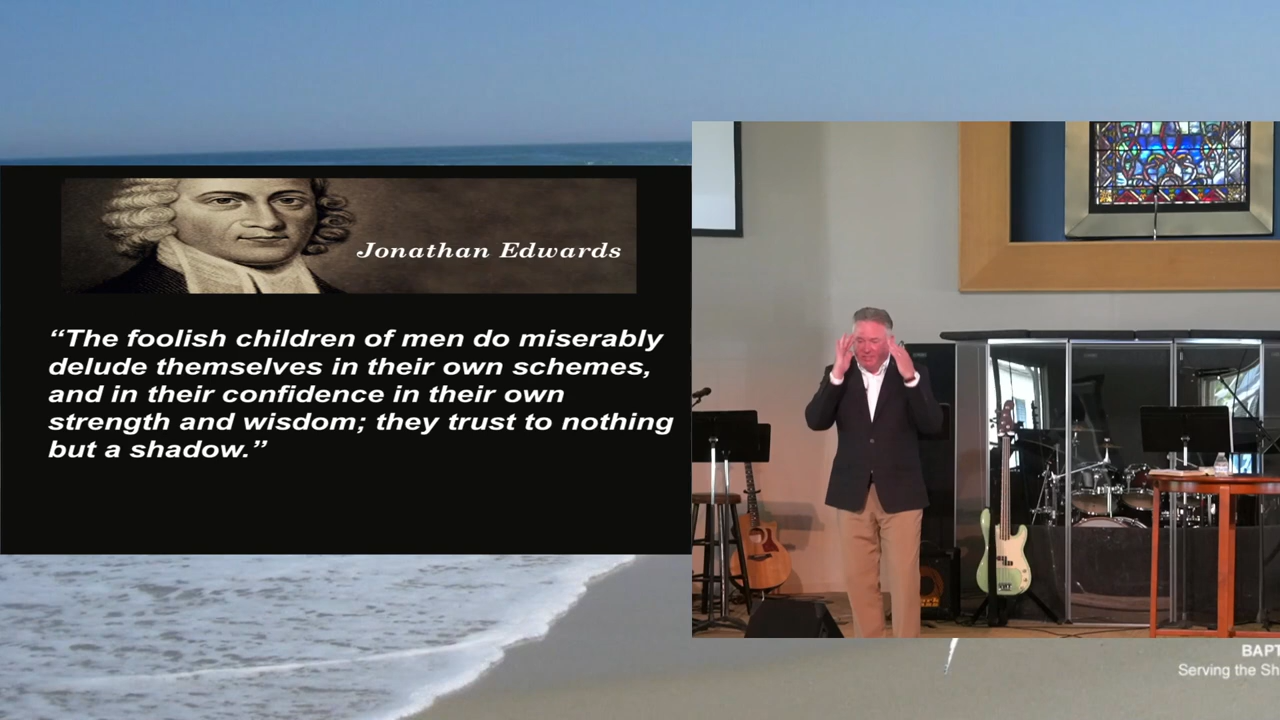 Jonathan Edwards
“The foolish children of men do miserably
delude themselves in their own schemes,
and in their confidence in their own
strength and wisdom; they trust to nothing
but a shadow.”
BAPT
Serving the Sh